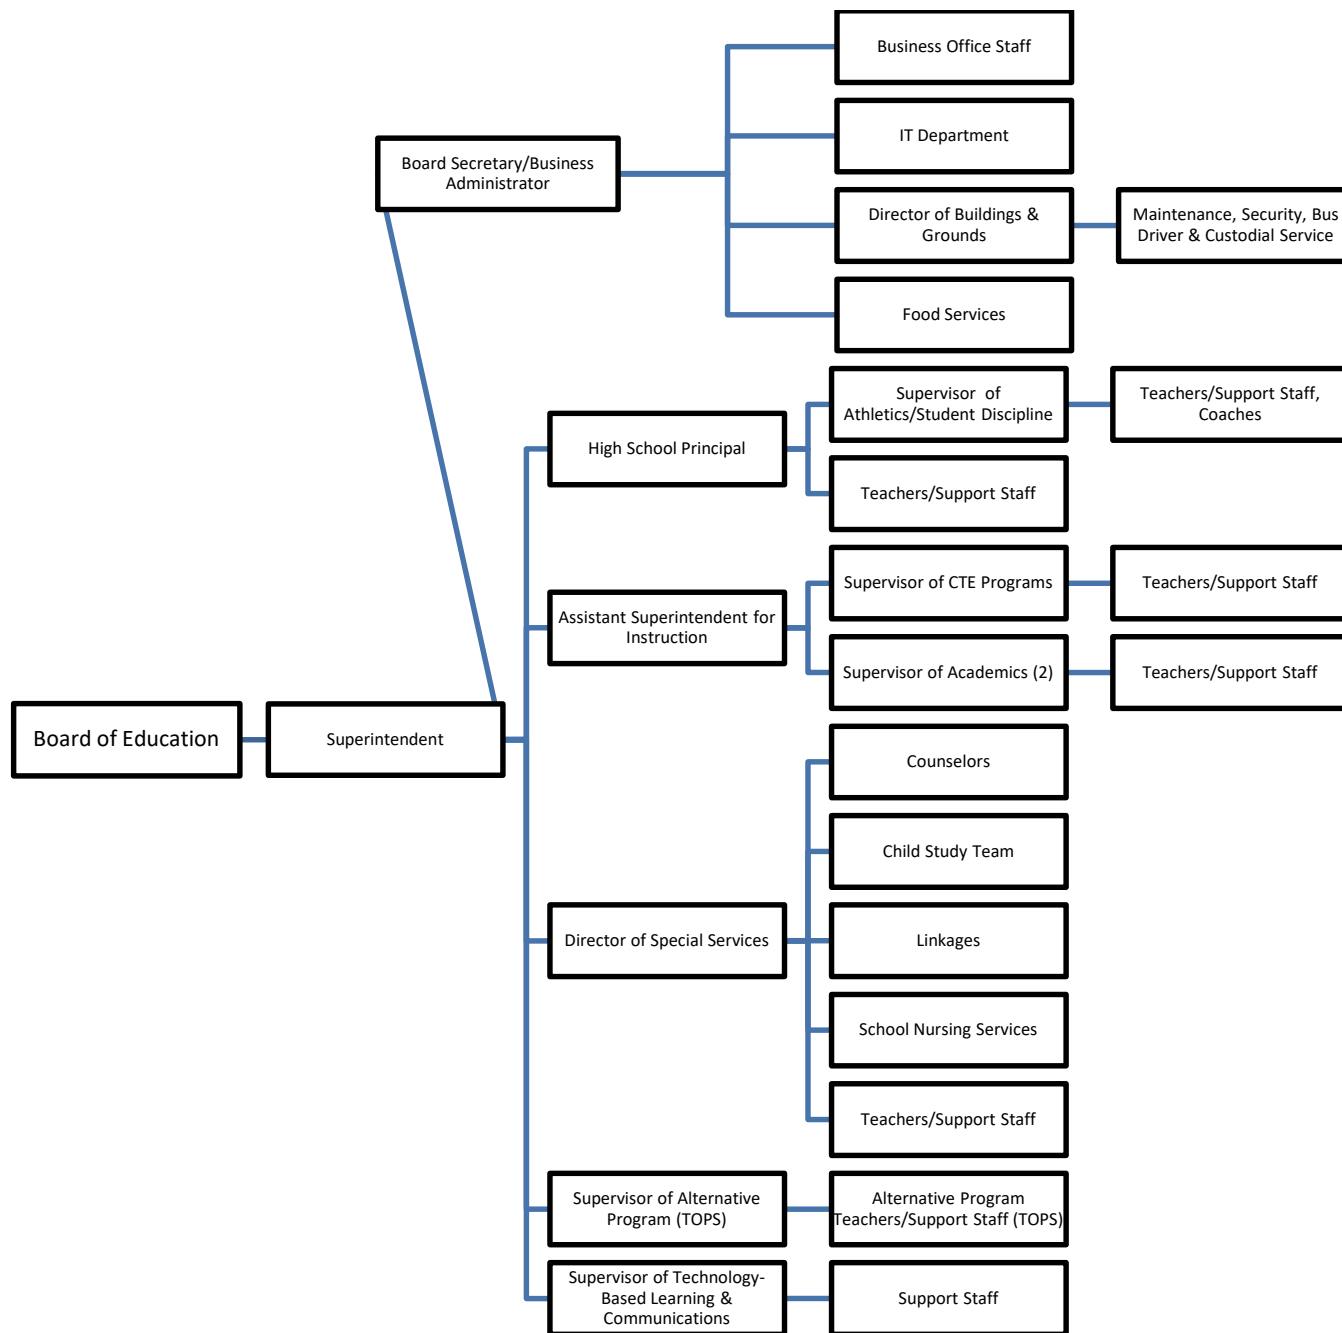 Business Office Staff
IT Department
Board Secretary/Business
Administrator
Director of Buildings &
Grounds
Maintenance, Security, Bus
Driver & Custodial Service
Food Services
Supervisor of
Athletics/Student Discipline
Teachers/Support Staff,
Coaches
High School Principal
Teachers/Support Staff
Supervisor of CTE Programs
Teachers/Support Staff
Assistant Superintendent for
Instruction
Supervisor of Academics (2)
Teachers/Support Staff
Board of Education
Superintendent
Counselors
Child Study Team
Director of Special Services
Linkages
School Nursing Services
Teachers/Support Staff
Supervisor of Alternative
Program (TOPS)
Alternative Program
Teachers/Support Staff (TOPS)
Supervisor of Technology-
Based Learning &
Communications
Support Staff